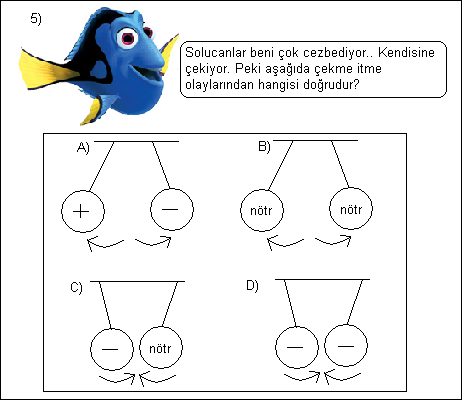 5)
Solucanlar beni çok cezbediyor.. Kendisine
çekiyor. Peki aşağıda çekme itme
olaylarından hangisi doğrudur?
A)
B)
+
—
nötr
nötr
C)
D)
—
nötr
—
—